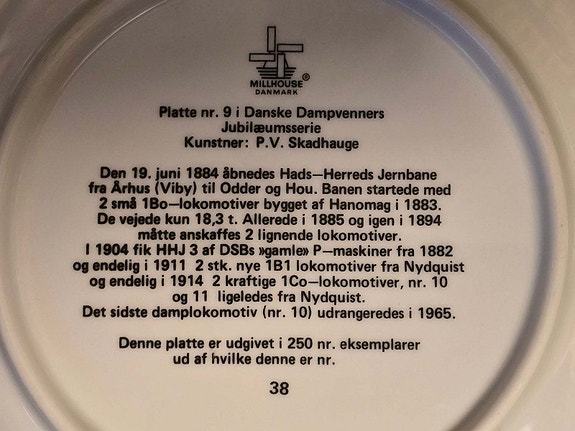 MILLHOUSE ®
DANMARK
Platte nr. 9 i Danske Dampvenners
Jubilæumsserie
Kunstner: P.V. Skadhauge
Den 19. juni 1884 åbnedes Hads-Herreds Jernbane
fra Århus (Viby) til Odder og Hou. Banen startede med
2 små 1Bo-lokomotiver bygget af Hanomag i 1883.
De vejede kun 18,3 t. Allerede i 1885 og igen i 1894
måtte anskaffes 2 lignende lokomotiver.
I 1904 fik HHJ 3 af DSBs »gamle» P-maskiner fra 1882
og endelig i 1911 2 stk. nye 1B1 lokomotiver fra Nydquist
og endelig i 1914 2 kraftige 1Co-lokomotiver, nr. 10
og 11 ligeledes fra Nydquist.
Det sidste damplokomotiv (nr. 10) udrangeredes i 1965.
Denne platte er udgivet i 250 nr. eksemplarer
ud af hvilke denne er nr.
38